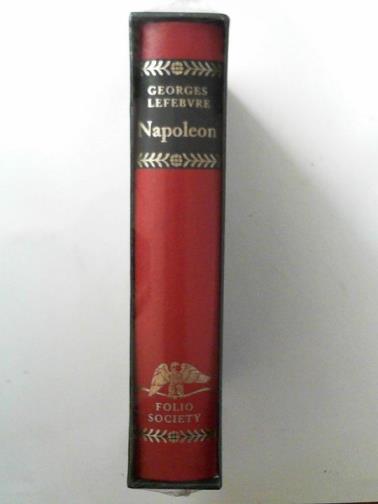 GEORGES
LEFEBVRE
Napoleon
FOLIO
SOCIETY